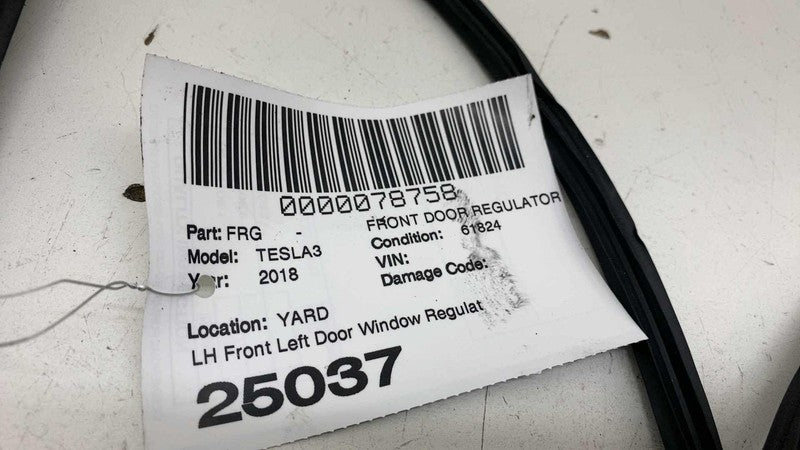 0000078758
Part: FRG - FRONT DOOR REGULATOR
Model: TESLA3 Condition: 61824
Year: 2018 VIN:
Damage Code:
Location: YARD
LH Front Left Door Window Regulat
25037